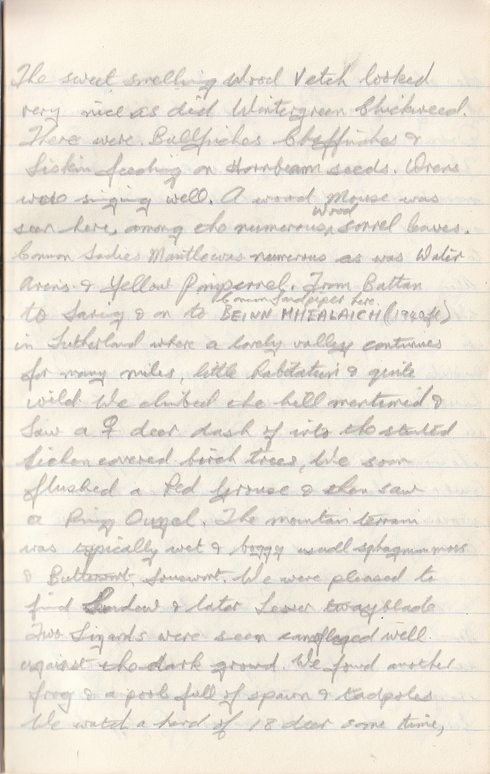 The sweet smelling Wood Vetch looked
very nice as did Wintergreen Chickweed.
There were Bullfinches Chaffinches &
Siskin feeding on Hornbeam seeds. Wrens
were singing well. A wood Mouse was
Wood
seen here, among the numerous sorrel leaves.
Common Ladies Mantle was numerous as was Water
Avens & Yellow Pimpernel. From
Common Sandpiper here.
to & on to BEINN MHEALAICH (1940ft)
in Sutherland where a lovely valley continues
for many miles, little habitation & quite
wild. We climbed the hill mentioned &
saw a ♀ deer dash off into the stunted
lichen covered birch trees, We soon
flushed a Red Grouse & then saw
a Ring Ouzel. The mountain terrain
was typically wet & boggy usual sphagnum moss
& Butterwort, Lousewort. We were pleased to
find Sundew & later Lesser twayblade
Two Lizards were seen well
against the dark ground We found another
frog & a pool full of spawn & tadpoles
We watch a herd of 18 deer some time,